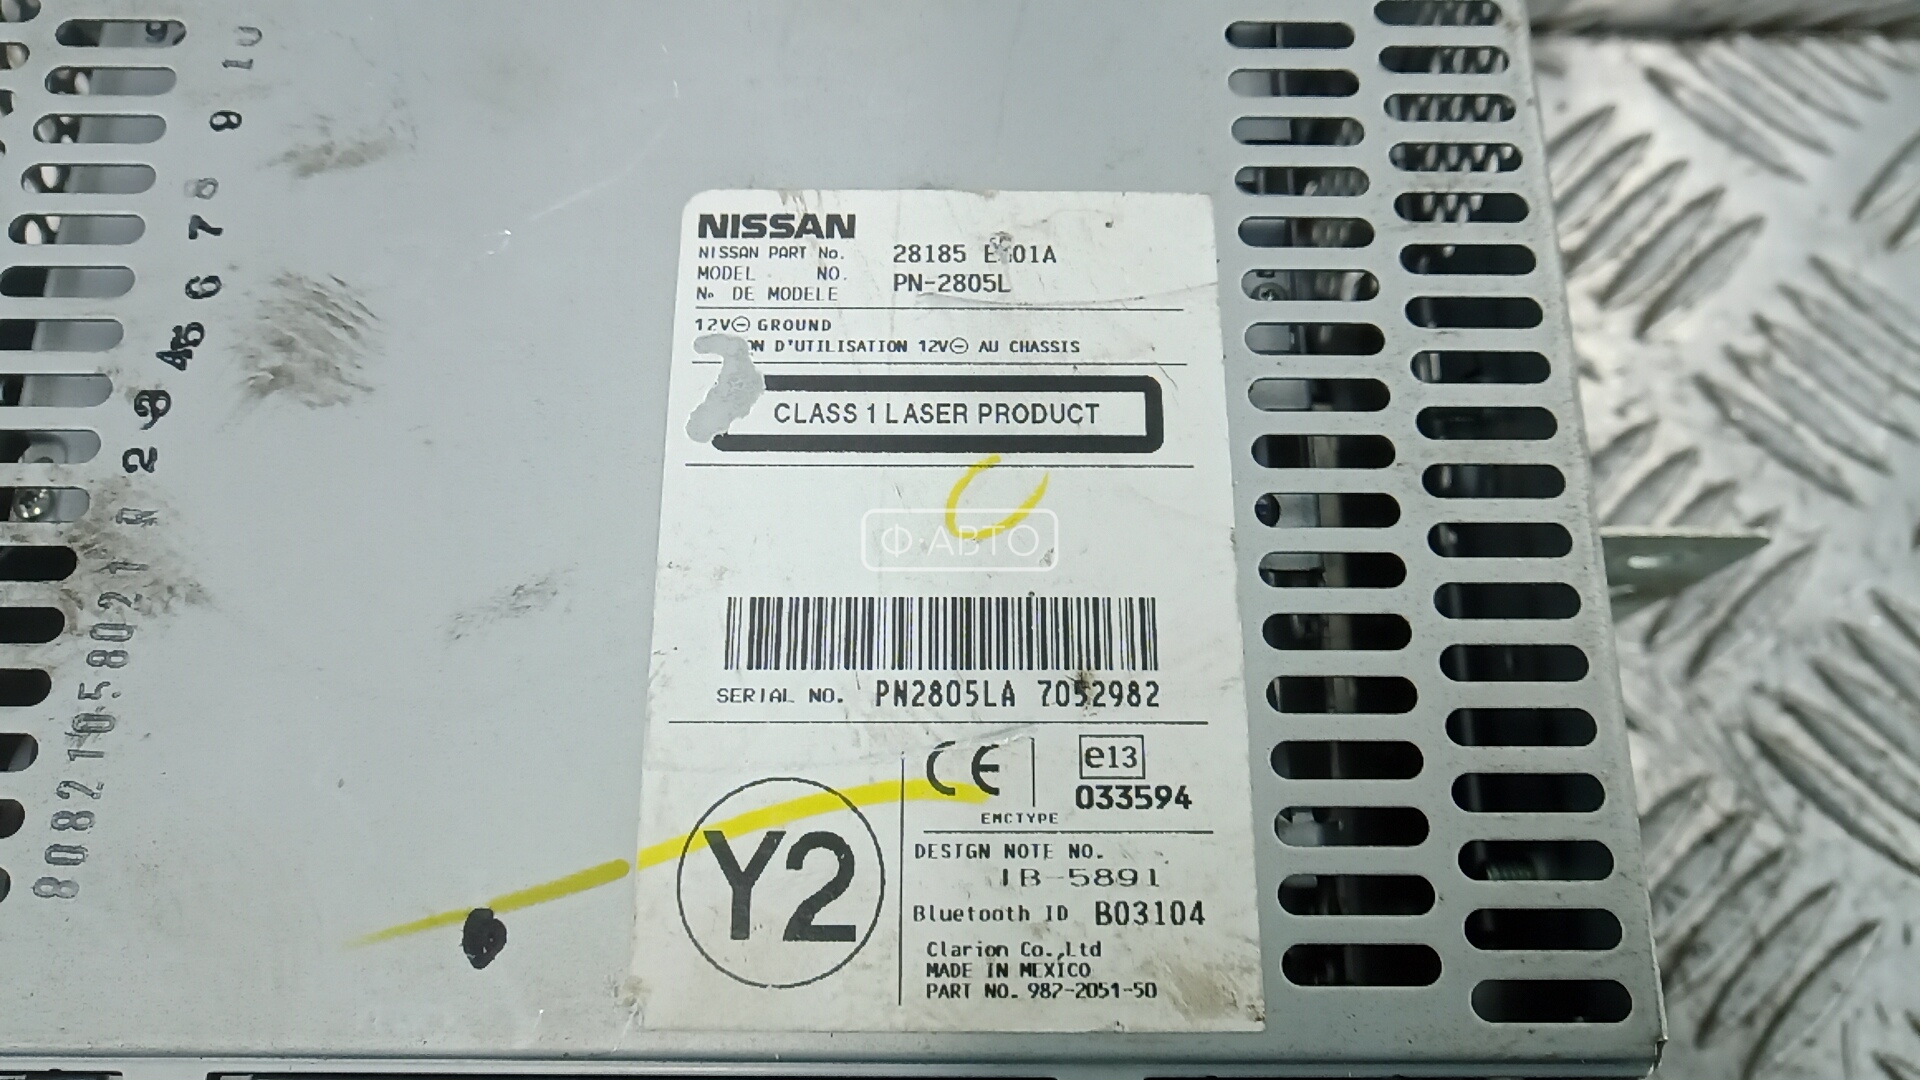 NISSAN
NISSAN PART No. 28185
MODEL NO. PN-2805L
No DE MODELE
12V⊖ GROUND
D'UTILISATION 12V⊖ AU CHASSIS
CLASS 1 LASER PRODUCT
Ф·АВТО
SERIAL NO. PN2805LA 7052982
CE
e13
033594
EMCTYPE
Y2
DESIGN NOTE NO.
IB-5891
Bluetooth ID B03104
Clarion Co.,Ltd
MADE IN MEXICO
PART NO. 982-2051-50